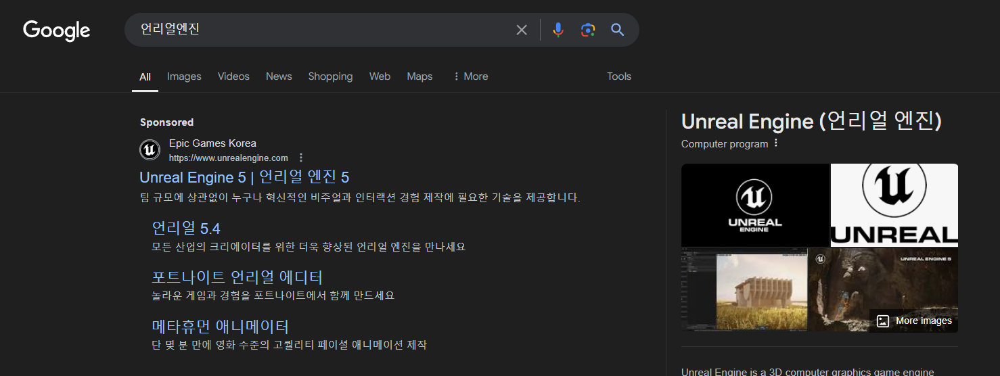 Google
언리얼엔진
All
Images
Videos
News
Shopping
Web
Maps
More
Tools
Sponsored
Epic Games Korea
https://www.unrealengine.com
Unreal Engine 5 | 언리얼 엔진 5
팀 규모에 상관없이 누구나 혁신적인 비주얼과 인터랙션 경험 제작에 필요한 기술을 제공합니다.
언리얼 5.4
모든 산업의 크리에이터를 위한 더욱 향상된 언리얼 엔진을 만나세요
포트나이트 언리얼 에디터
놀라운 게임과 경험을 포트나이트에서 함께 만드세요
메타휴먼 애니메이터
단 몇 분 만에 영화 수준의 고퀄리티 페이셜 애니메이션 제작
Unreal Engine (언리얼 엔진)
Computer program
UNREAL
ENGINE
UNREAL
UNREAL ENGINE 5
More images
Unreal Engine is a 3D computer graphics game engine